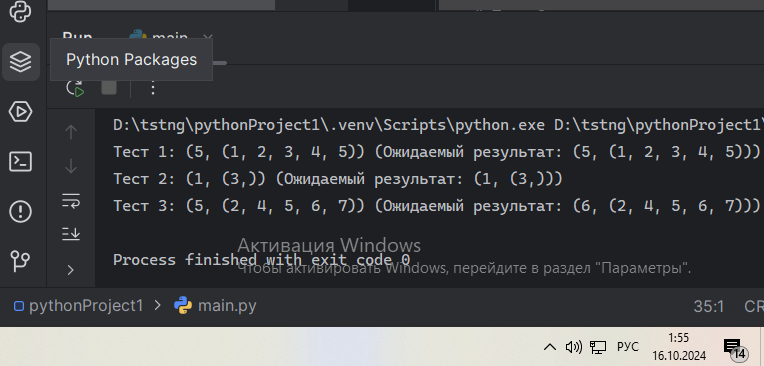 Run
main
Python Packages
D:\tstng\pythonProject1\.venv\Scripts\python.exe D:\tstng\pythonProject1\
Тест 1: (5, (1, 2, 3, 4, 5)) (Ожидаемый результат: (5, (1, 2, 3, 4, 5)))
Тест 2: (1, (3,)) (Ожидаемый результат: (1, (3,)))
Тест 3: (5, (2, 4, 5, 6, 7)) (Ожидаемый результат: (6, (2, 4, 5, 6, 7)))
Активация Windows
Process finished with exit code 0
Чтобы активировать Windows, перейдите в раздел "Параметры".
pythonProject1 > main.py
35:1 CR
РУС
1:55
16.10.2024
14